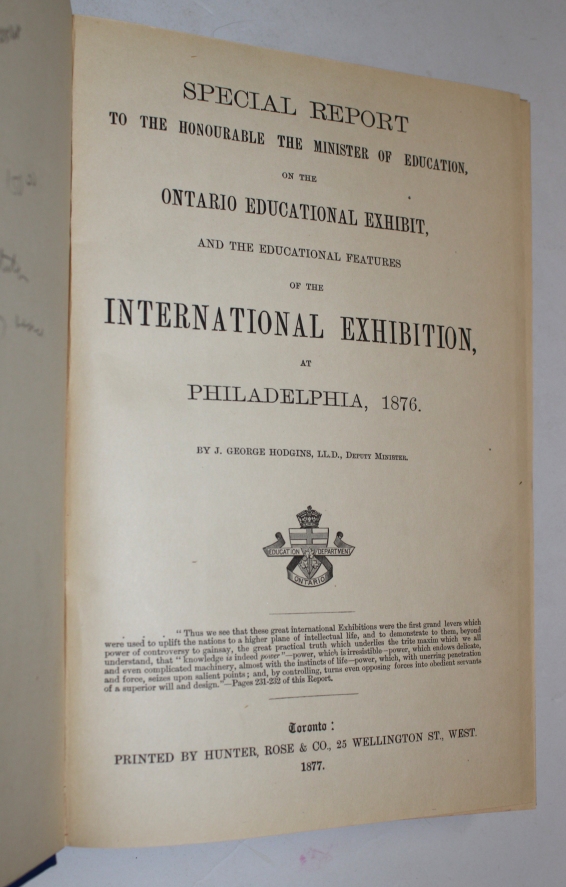 SPECIAL REPORT
TO THE HONOURABLE THE MINISTER OF EDUCATION,
ON THE
ONTARIO EDUCATIONAL EXHIBIT,
AND THE EDUCATIONAL FEATURES
OF THE
INTERNATIONAL EXHIBITION,
AT
PHILADELPHIA, 1876.
BY J. GEORGE HODGINS, LL.D., DEPUTY MINISTER.
EDUCATION DEPARTMENT
ONTARIO
. . . "Thus we see that these great international Exhibitions were the first grand levers which
were used to uplift the nations to a higher plane of intellectual life, and to demonstrate to them, beyond
power of controversy to gainsay, the great practical truth which underlies the trite maxim which we all
understand, that "knowledge is indeed power"—power, which is irresistible—power, which endows delicate,
and even complicated machinery, almost with the instincts of life—power, which, with unerring penetration
and force, seizes upon salient points; and, by controlling, turns even opposing forces into obedient servants
of a superior will and design."—Pages 231-232 of this Report.
Toronto:
PRINTED BY HUNTER, ROSE & CO., 25 WELLINGTON ST., WEST.
1877.